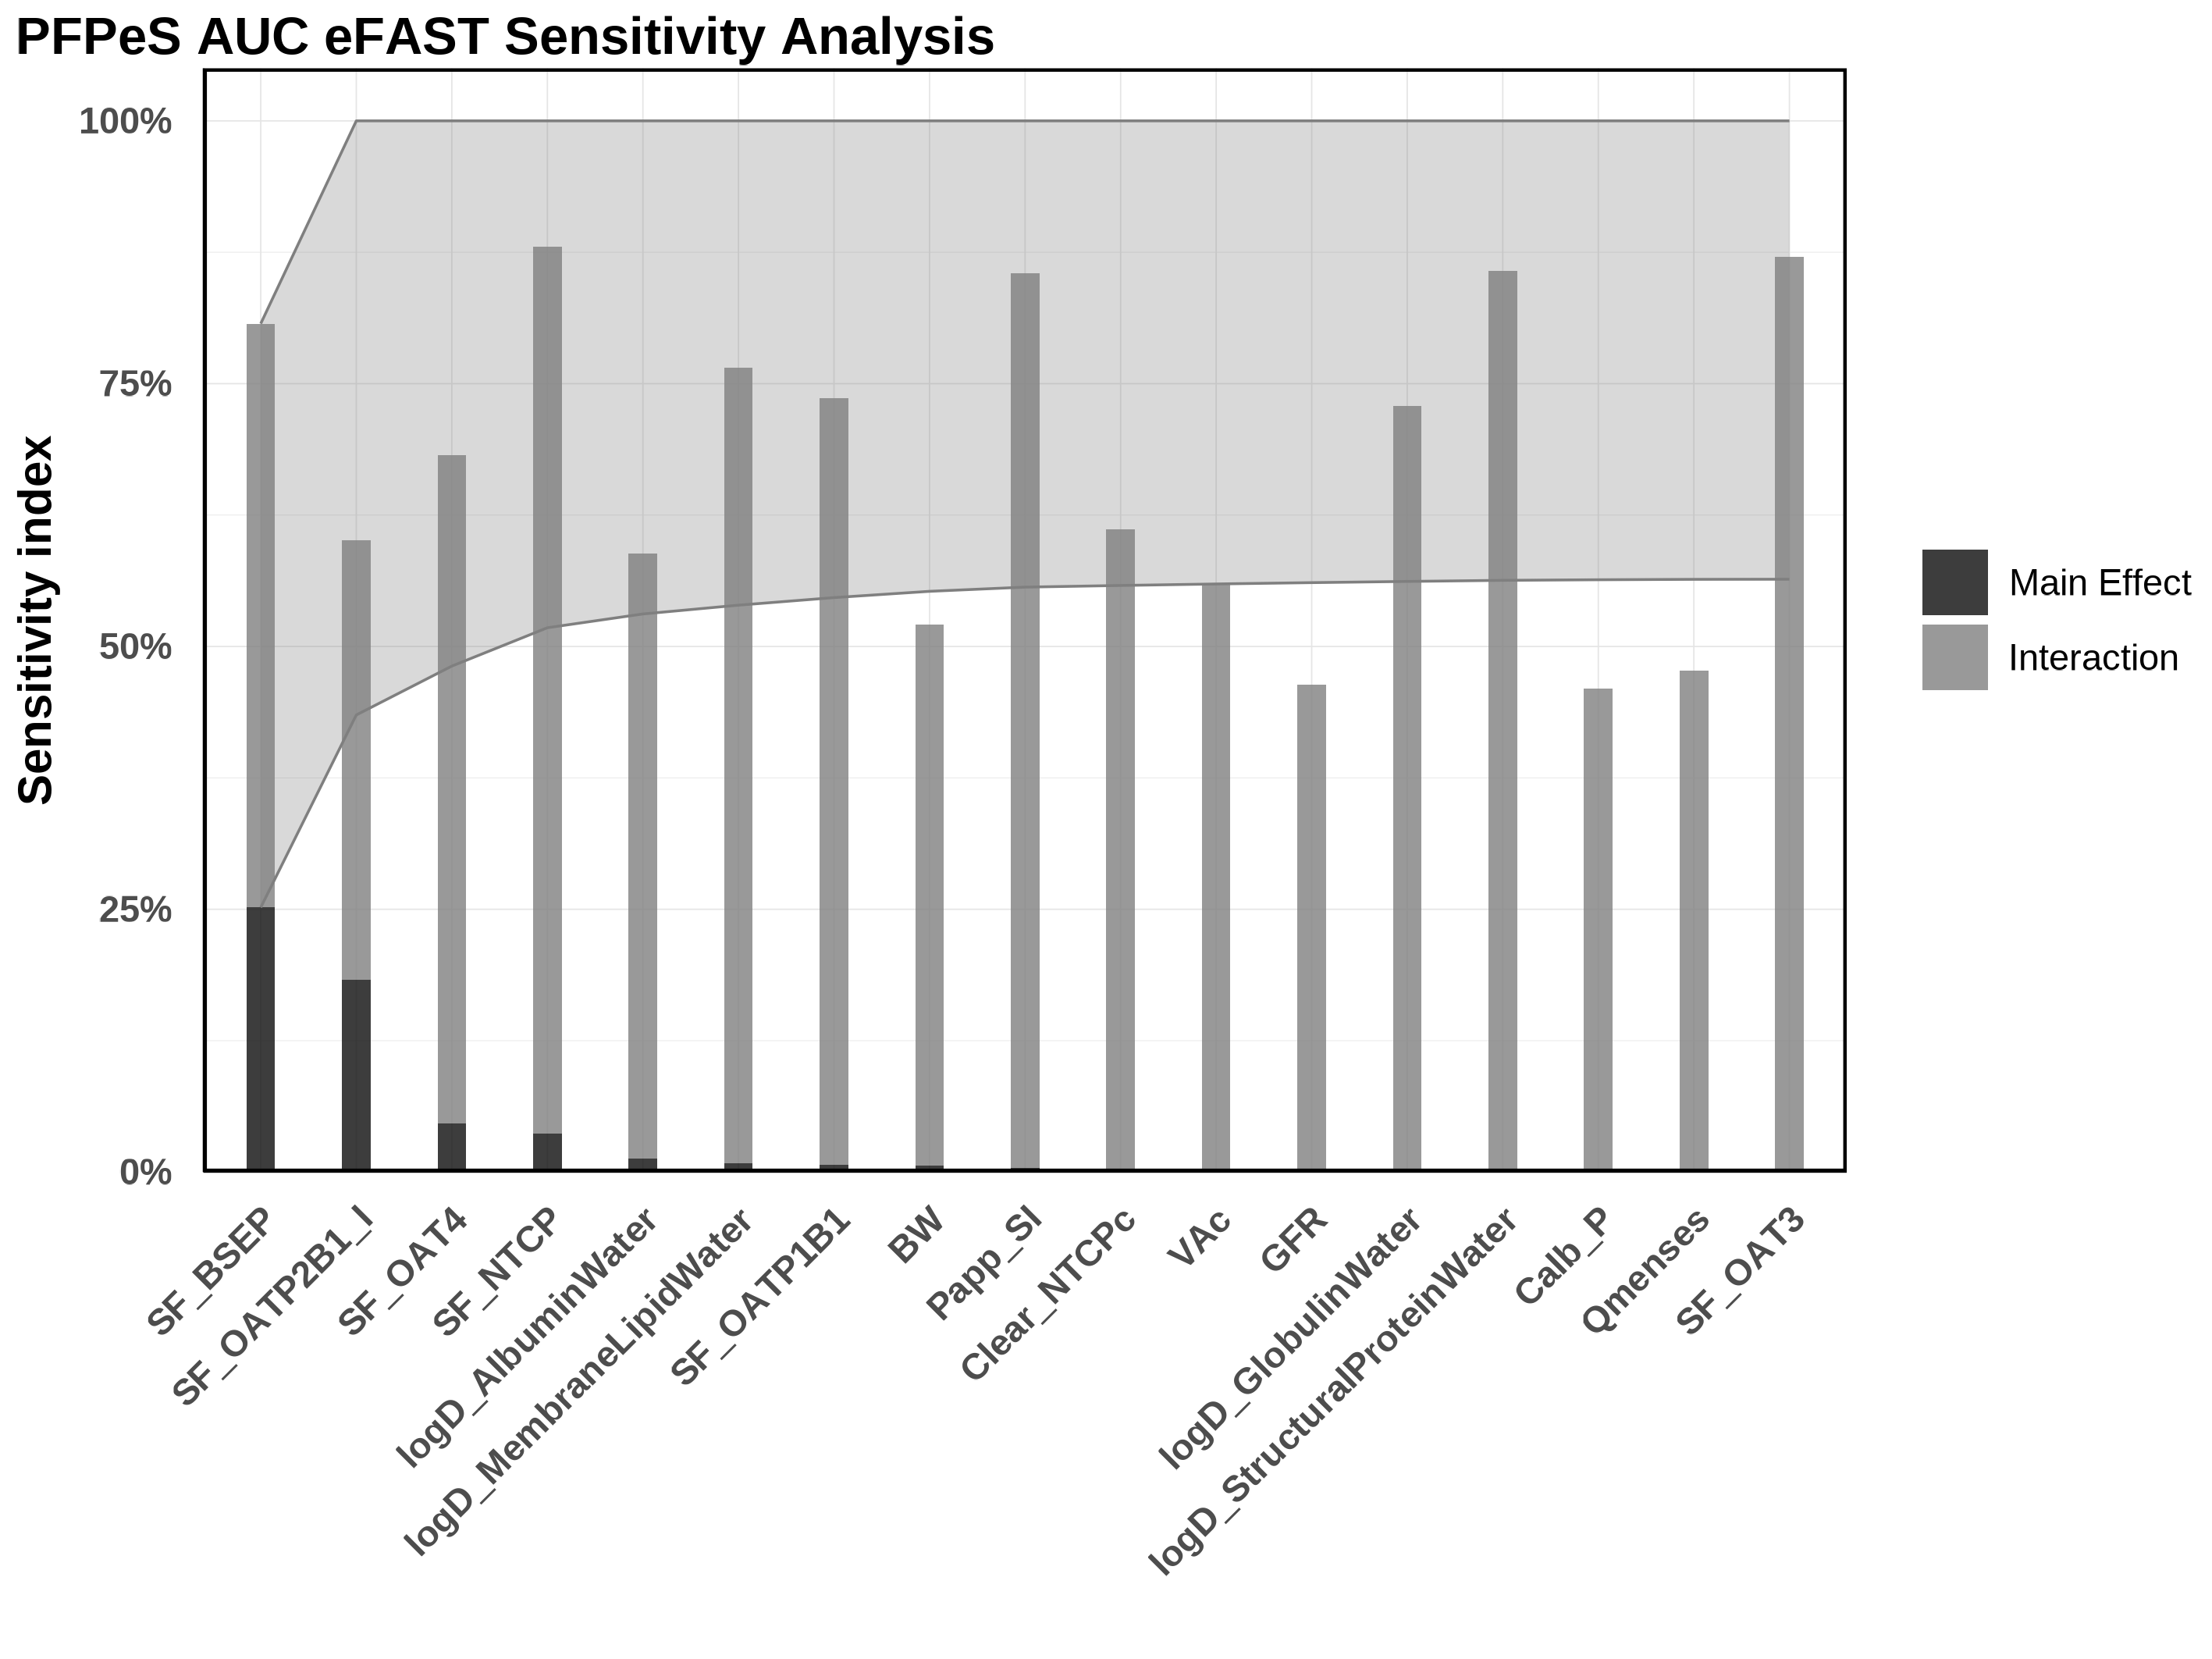 PFPeS AUC eFAST Sensitivity Analysis
Sensitivity index
100%
75%
50%
25%
0%
SF_BSEP
SF_OATP2B1_I
SF_OAT4
SF_NTCP
logD_AlbuminWater
logD_MembraneLipidWater
SF_OATP1B1
BW
Papp_SI
Clear_NTCPc
VAc
GFR
logD_GlobulinWater
logD_StructuralProteinWater
Calb_P
Qmenses
SF_OAT3
Main Effect
Interaction